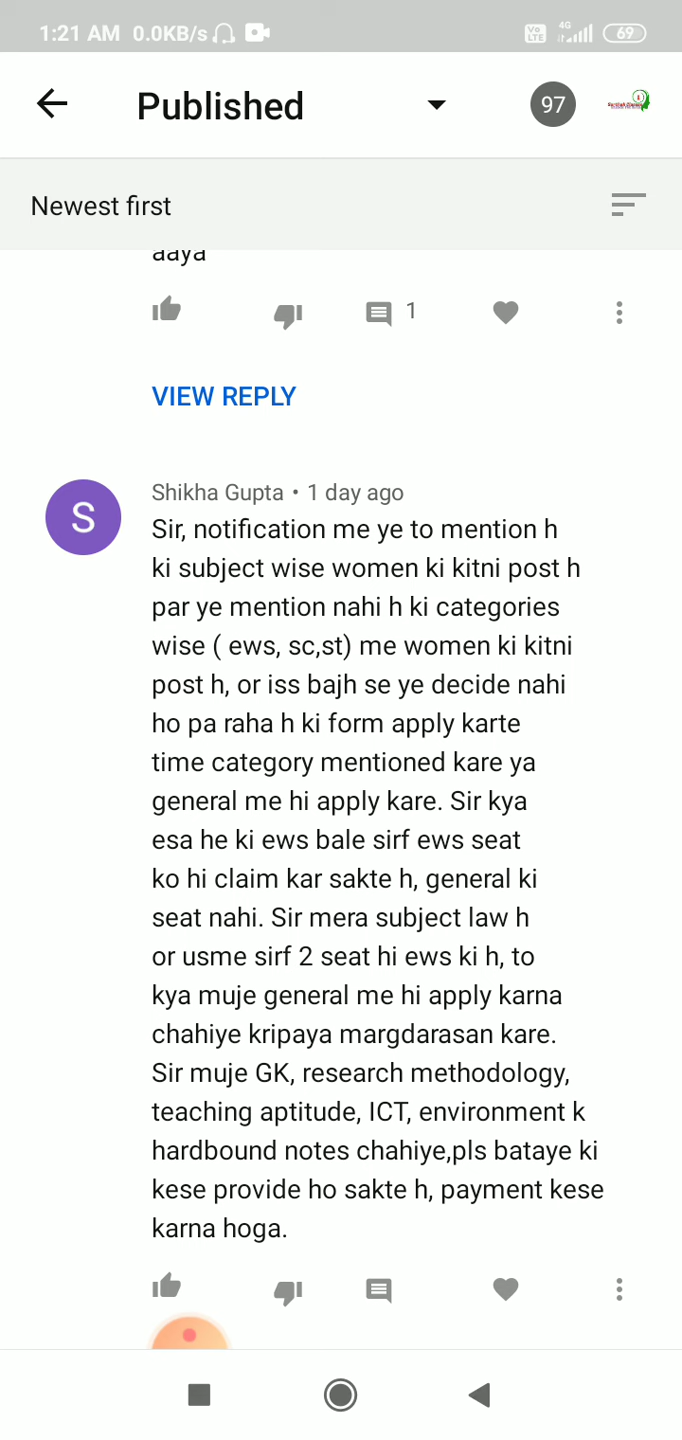 1:21 AM 0.0KB/s Vo LTE 4G 69
Published 97
Newest first
aaya
1
VIEW REPLY
S
Shikha Gupta • 1 day ago
Sir, notification me ye to mention h
ki subject wise women ki kitni post h
par ye mention nahi h ki categories
wise ( ews, sc,st) me women ki kitni
post h, or iss bajh se ye decide nahi
ho pa raha h ki form apply karte
time category mentioned kare ya
general me hi apply kare. Sir kya
esa he ki ews bale sirf ews seat
ko hi claim kar sakte h, general ki
seat nahi. Sir mera subject law h
or usme sirf 2 seat hi ews ki h, to
kya muje general me hi apply karna
chahiye kripaya margdarasan kare.
Sir muje GK, research methodology,
teaching aptitude, ICT, environment k
hardbound notes chahiye,pls bataye ki
kese provide ho sakte h, payment kese
karna hoga.